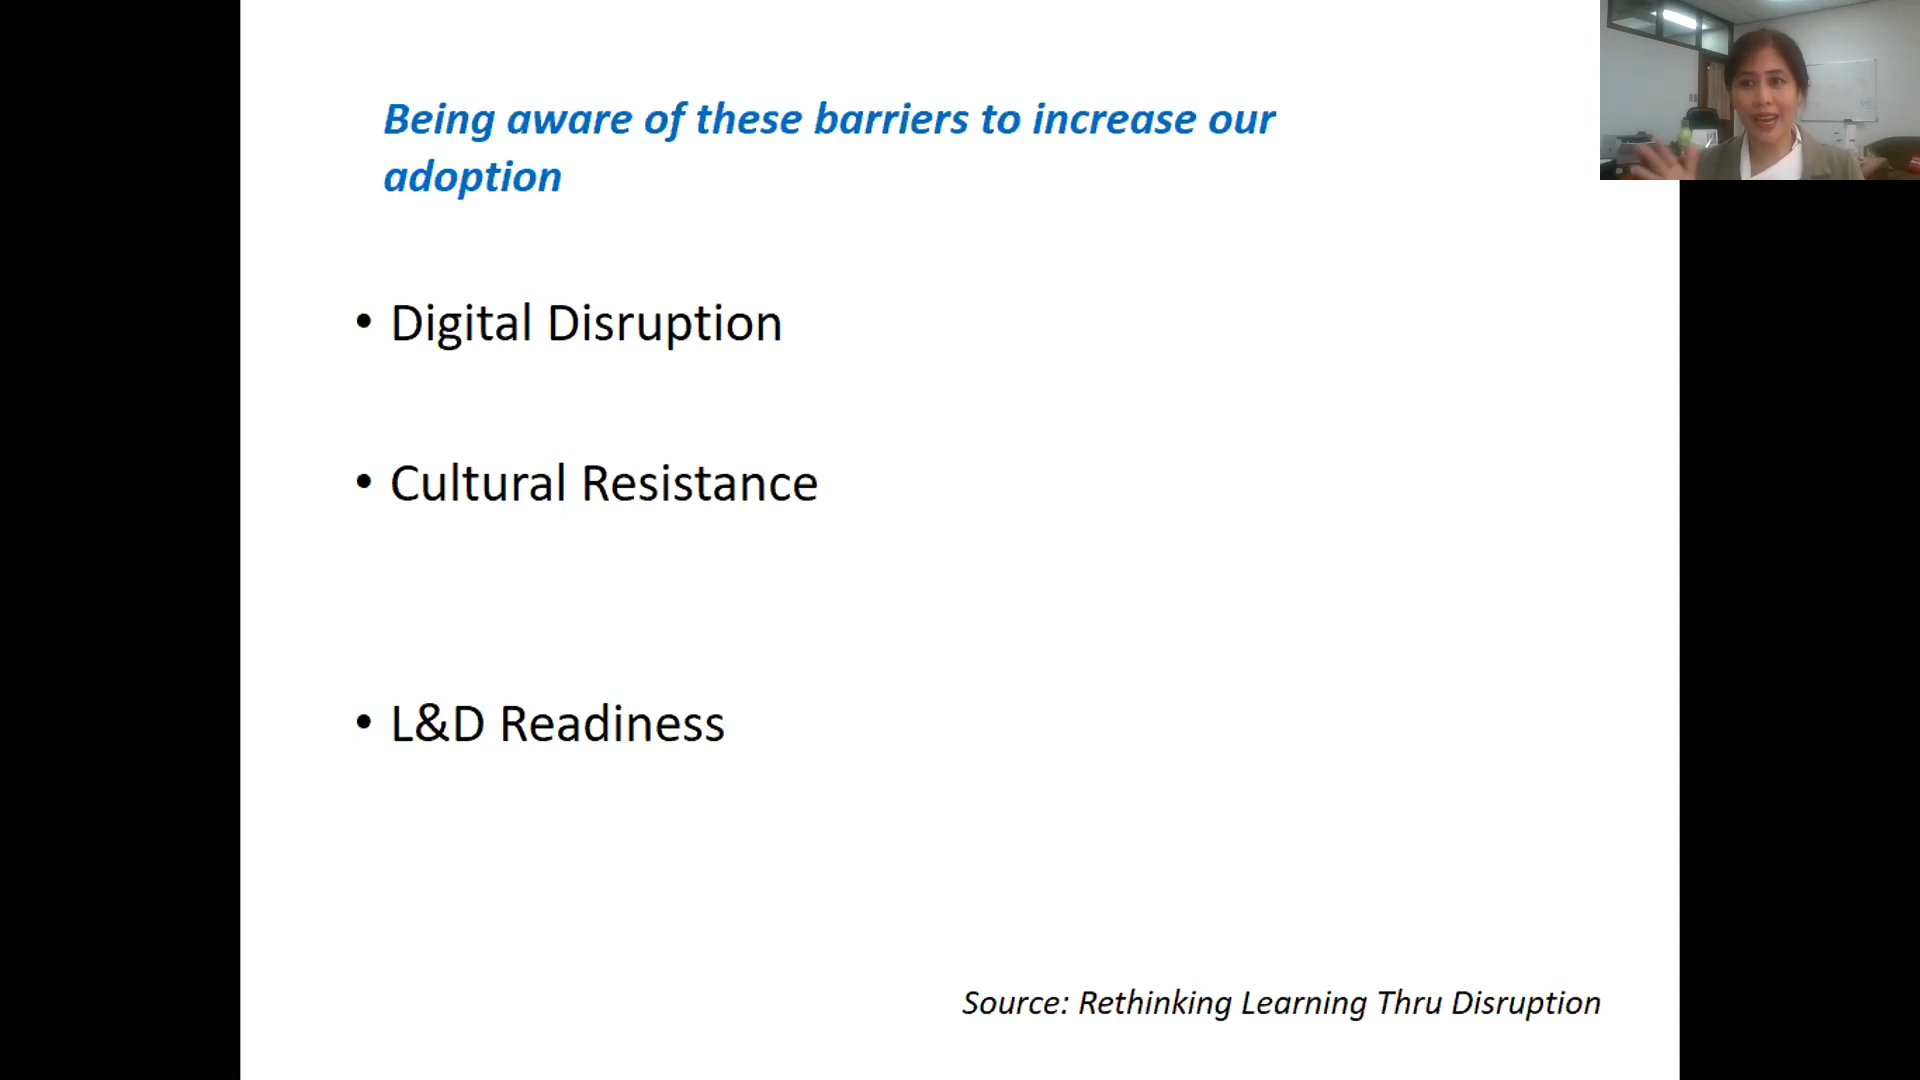 Being aware of these barriers to increase our
adoption
• Digital Disruption
• Cultural Resistance
• L&D Readiness
Source: Rethinking Learning Thru Disruption